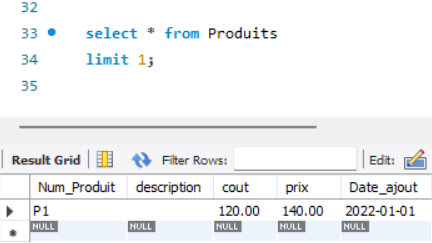 32
33 select * from Produits
34 limit 1;
35
Result Grid Filter Rows: Edit:
Num_Produit description cout prix Date_ajout
P1 120.00 140.00 2022-01-01
NULL NULL NULL NULL NULL